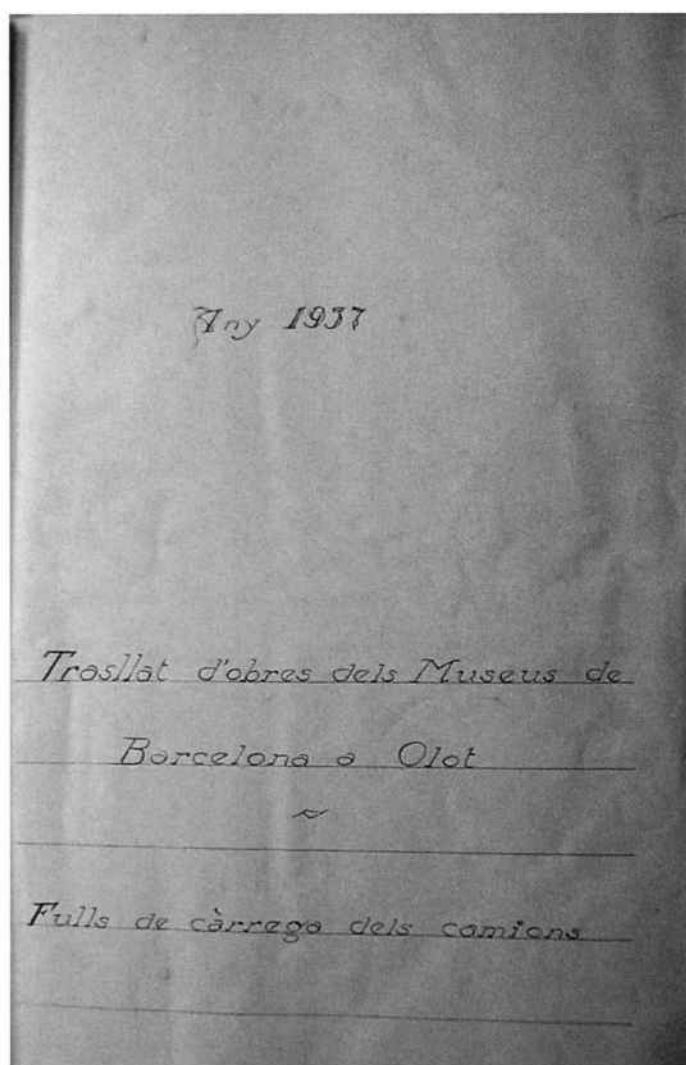 Any 1937
Trasllat d'obres dels Museus de
Barcelona a Olot
~
Fulls de càrrega dels camions